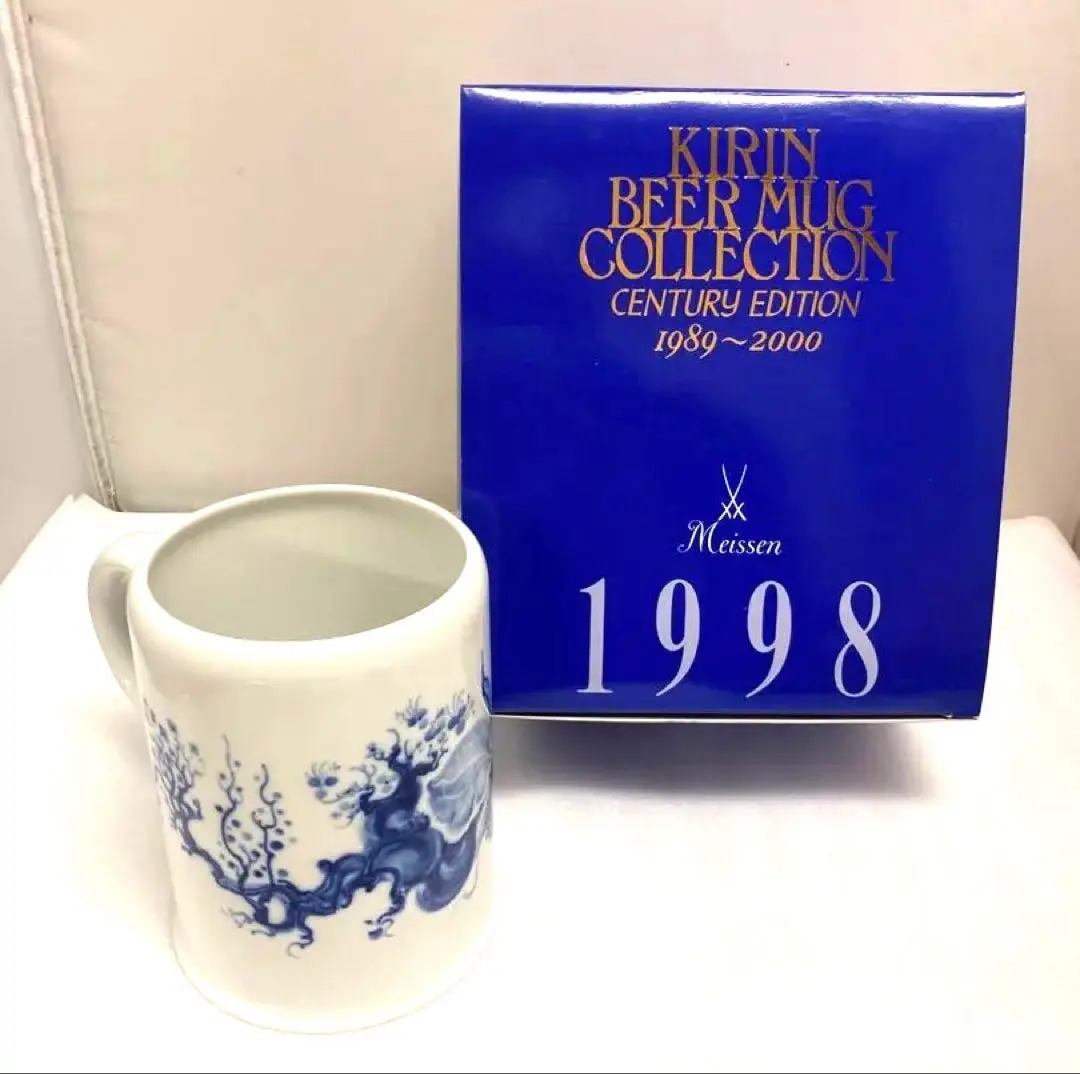 KIRIN
BEER MUG
COLLECTION
CENTURY EDITION
1989~2000
Meissen
1998